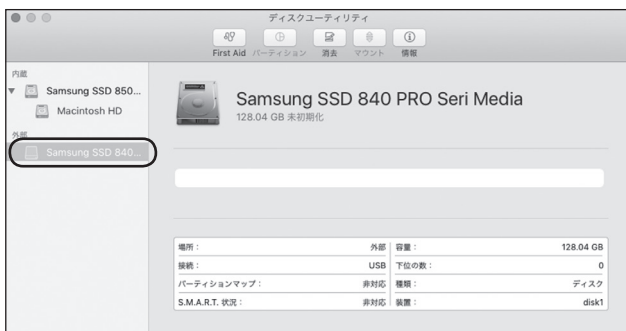 ディスクユーティリティ
First Aid パーティション 消去 マウント 情報
内蔵
Samsung SSD 850...
Macintosh HD
外部
Samsung SSD 840...
Samsung SSD 840 PRO Seri Media
128.04 GB 未初期化
場所： 外部 容量： 128.04 GB
接続： USB 下位の数： 0
パーティションマップ： 非対応 種類： ディスク
S.M.A.R.T. 状況： 非対応 装置： disk1